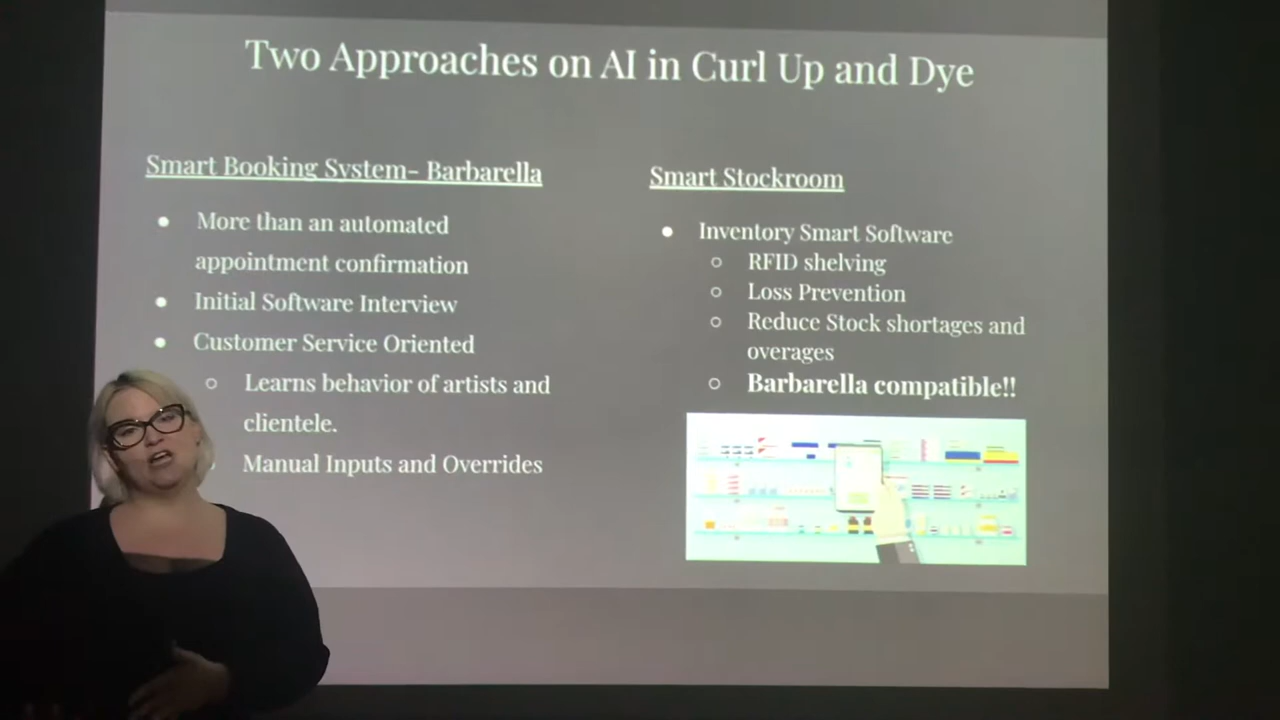 Two Approaches on AI in Curl Up and Dye
Smart Booking System- Barbarella
More than an automated
appointment confirmation
Initial Software Interview
Customer Service Oriented
Learns behavior of artists and
clientele.
Manual Inputs and Overrides
Smart Stockroom
Inventory Smart Software
RFID shelving
Loss Prevention
Reduce Stock shortages and
overages
Barbarella compatible!!